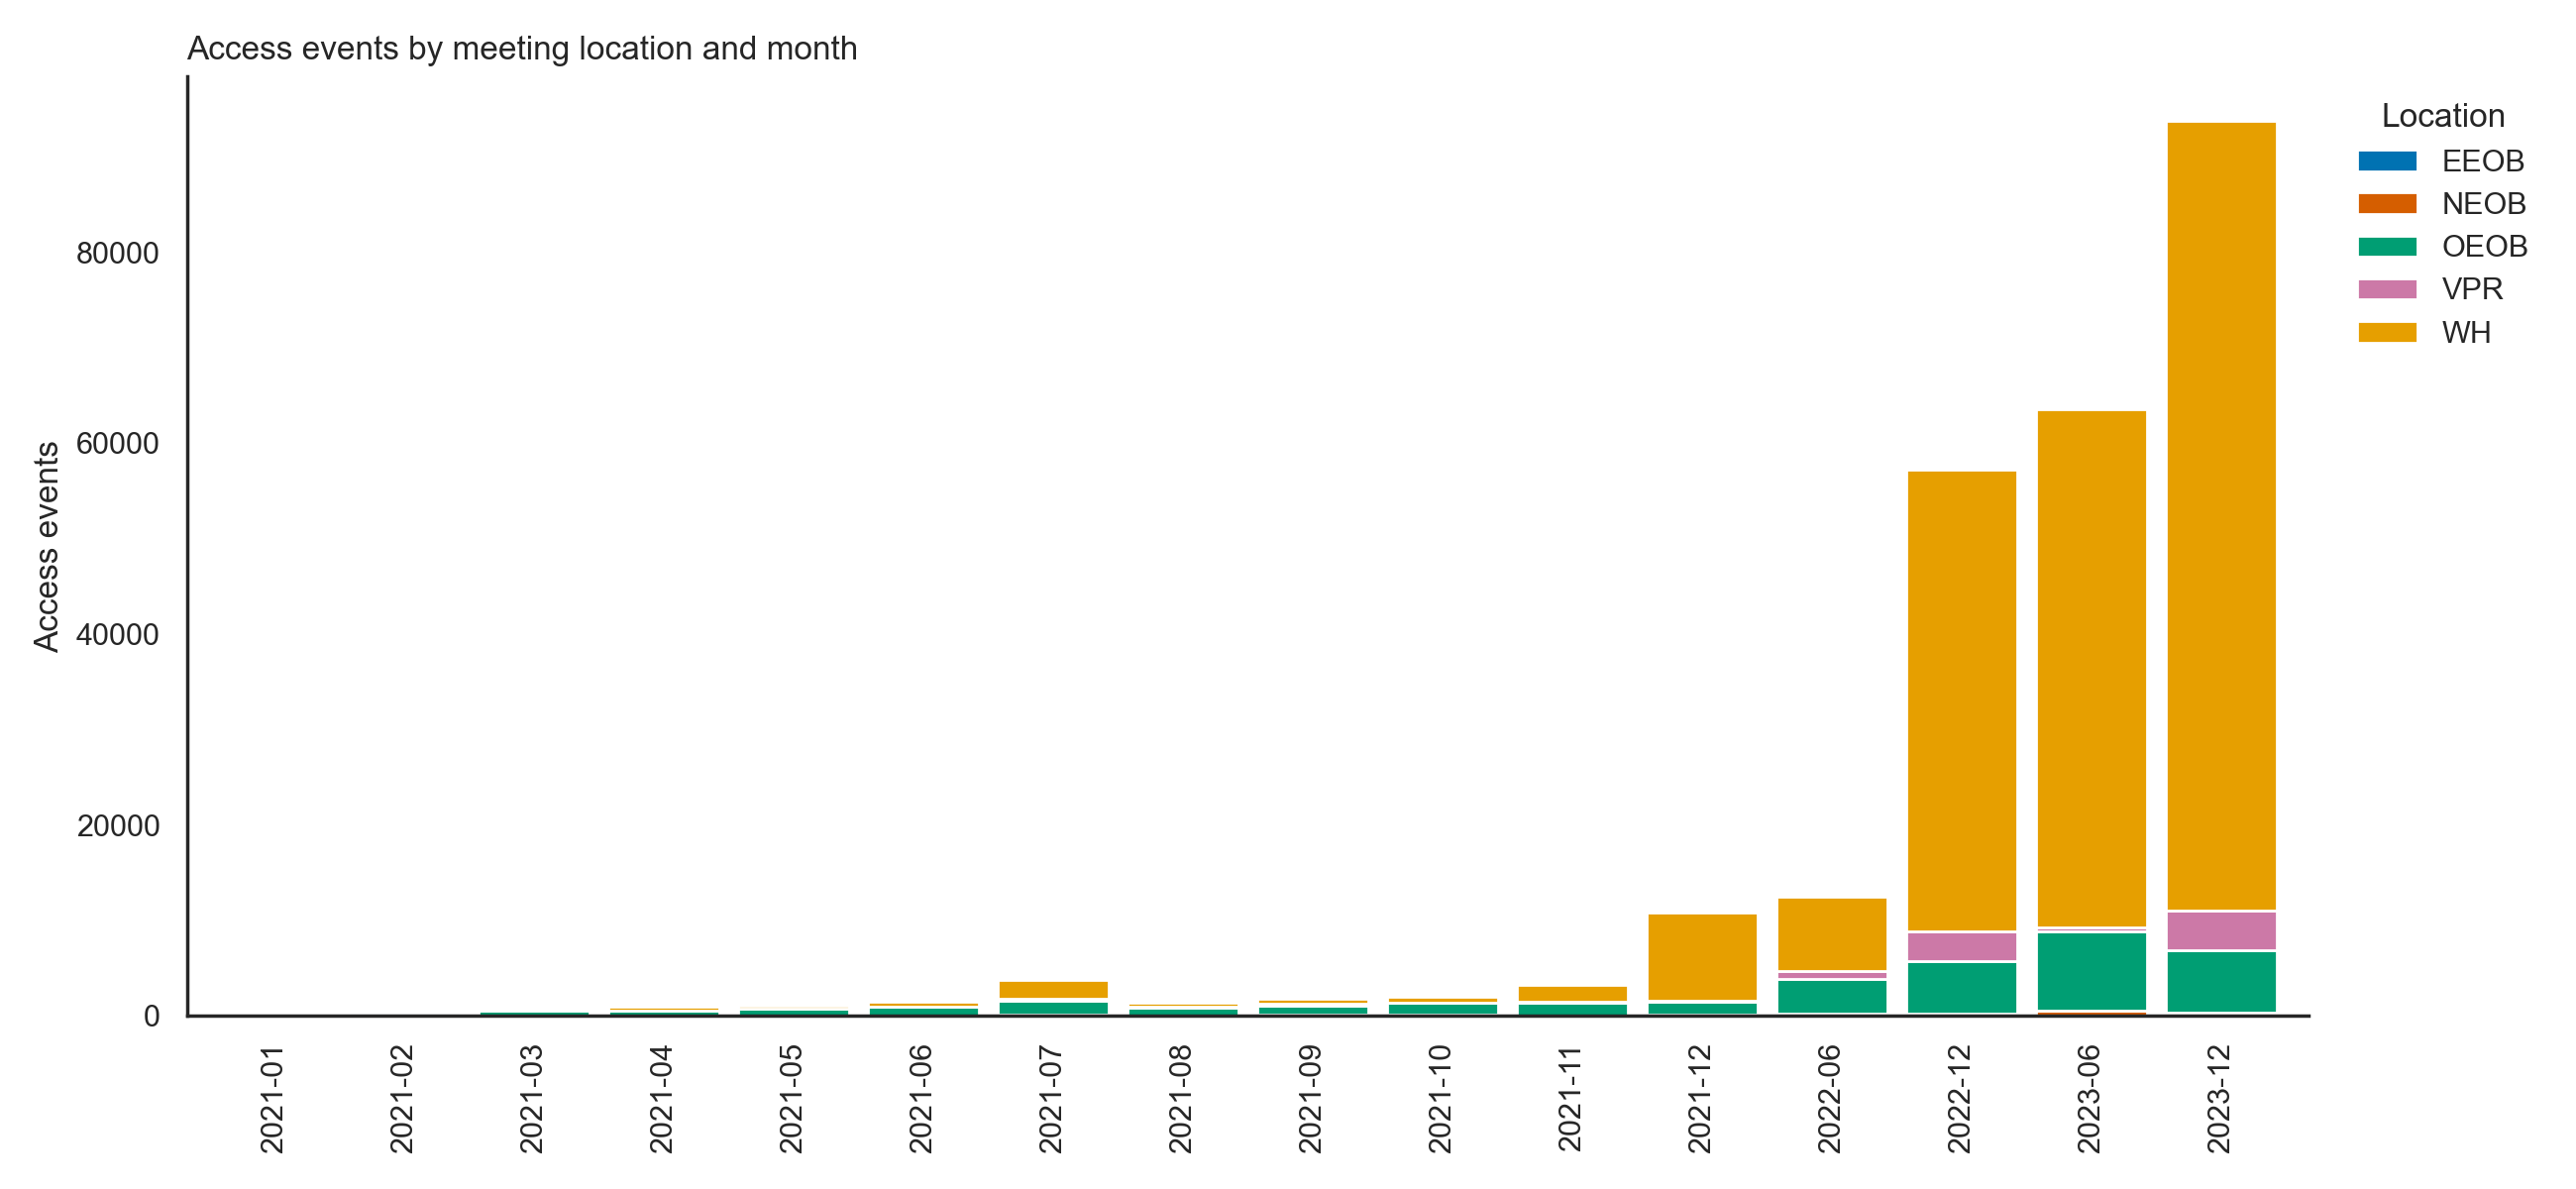 Access events by meeting location and month
Location
EEOB
NEOB
OEOB
VPR
WH
Access events
80000
60000
40000
20000
0
2021-01
2021-02
2021-03
2021-04
2021-05
2021-06
2021-07
2021-08
2021-09
2021-10
2021-11
2021-12
2022-06
2022-12
2023-06
2023-12